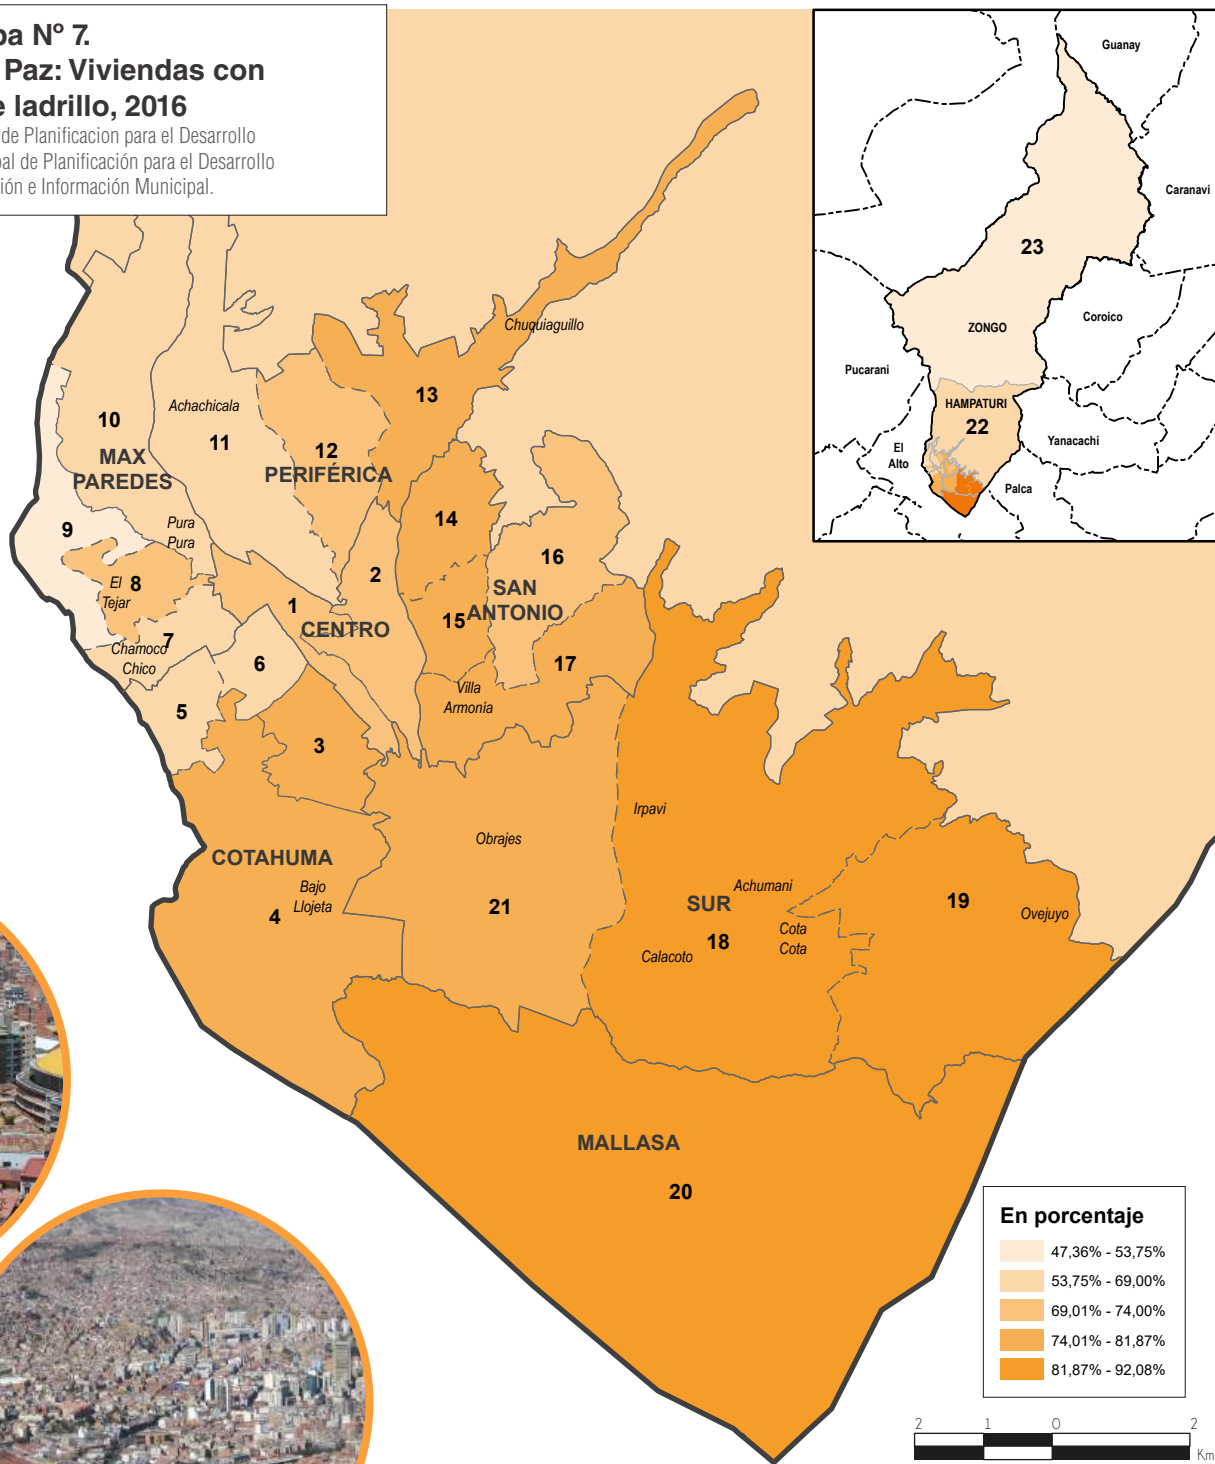 Nº 7.
Paz: Viviendas con
ladrillo, 2016
de Planificacion para el Desarrollo
de Planificación para el Desarrollo
e Información Municipal.
Guanay
Caranavi
23
ZONGO
Coroico
Pucarani
HAMPATURI
22
El
Alto
Yanacachi
Palca
Chuquiaguillo
13
Achachicala
10
11
12
MAX
PAREDES
PERIFÉRICA
9
Pura
Pura
14
El
Tejar
8
2
16
SAN
ANTONIO
1
CENTRO
15
7
Chamoco
Chico
6
17
5
Villa
Armonía
3
Irpavi
Obrajes
COTAHUMA
Bajo
Llojeta
4
21
Achumani
SUR
18
Calacoto
Cota
Cota
19
Ovejuyo
MALLASA
20
En porcentaje
47,36% - 53,75%
53,75% - 69,00%
69,01% - 74,00%
74,01% - 81,87%
81,87% - 92,08%
2 1 0 2
Km